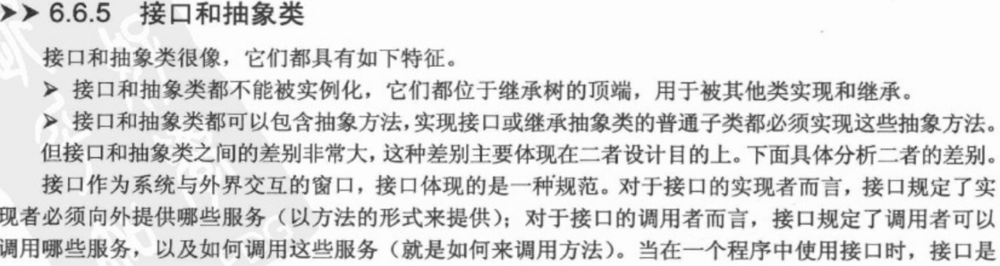 ➤➤ 6.6.5 接口和抽象类
接口和抽象类很像，它们都具有如下特征。
➤ 接口和抽象类都不能被实例化，它们都位于继承树的顶端，用于被其他类实现和继承。
➤ 接口和抽象类都可以包含抽象方法，实现接口或继承抽象类的普通子类都必须实现这些抽象方法。
但接口和抽象类之间的差别非常大，这种差别主要体现在二者设计目的上。下面具体分析二者的差别。
接口作为系统与外界交互的窗口，接口体现的是一种规范。对于接口的实现者而言，接口规定了实
现者必须向外提供哪些服务（以方法的形式来提供）；对于接口的调用者而言，接口规定了调用者可以
调用哪些服务，以及如何调用这些服务（就是如何来调用方法）。当在一个程序中使用接口时，接口是